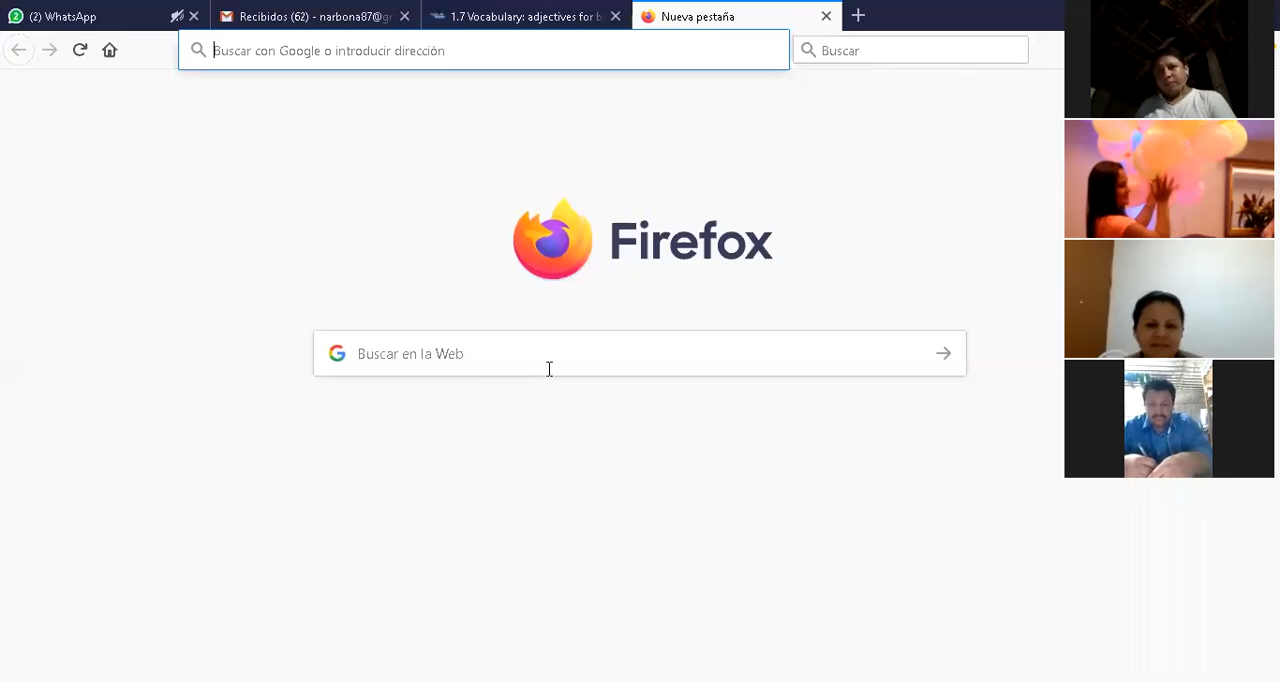 (2) WhatsApp
Recibidos (62) - narbona87@gr
1.7 Vocabulary: adjectives for b
Nueva pestaña
Buscar con Google o introducir dirección
Buscar
Firefox
Buscar en la Web